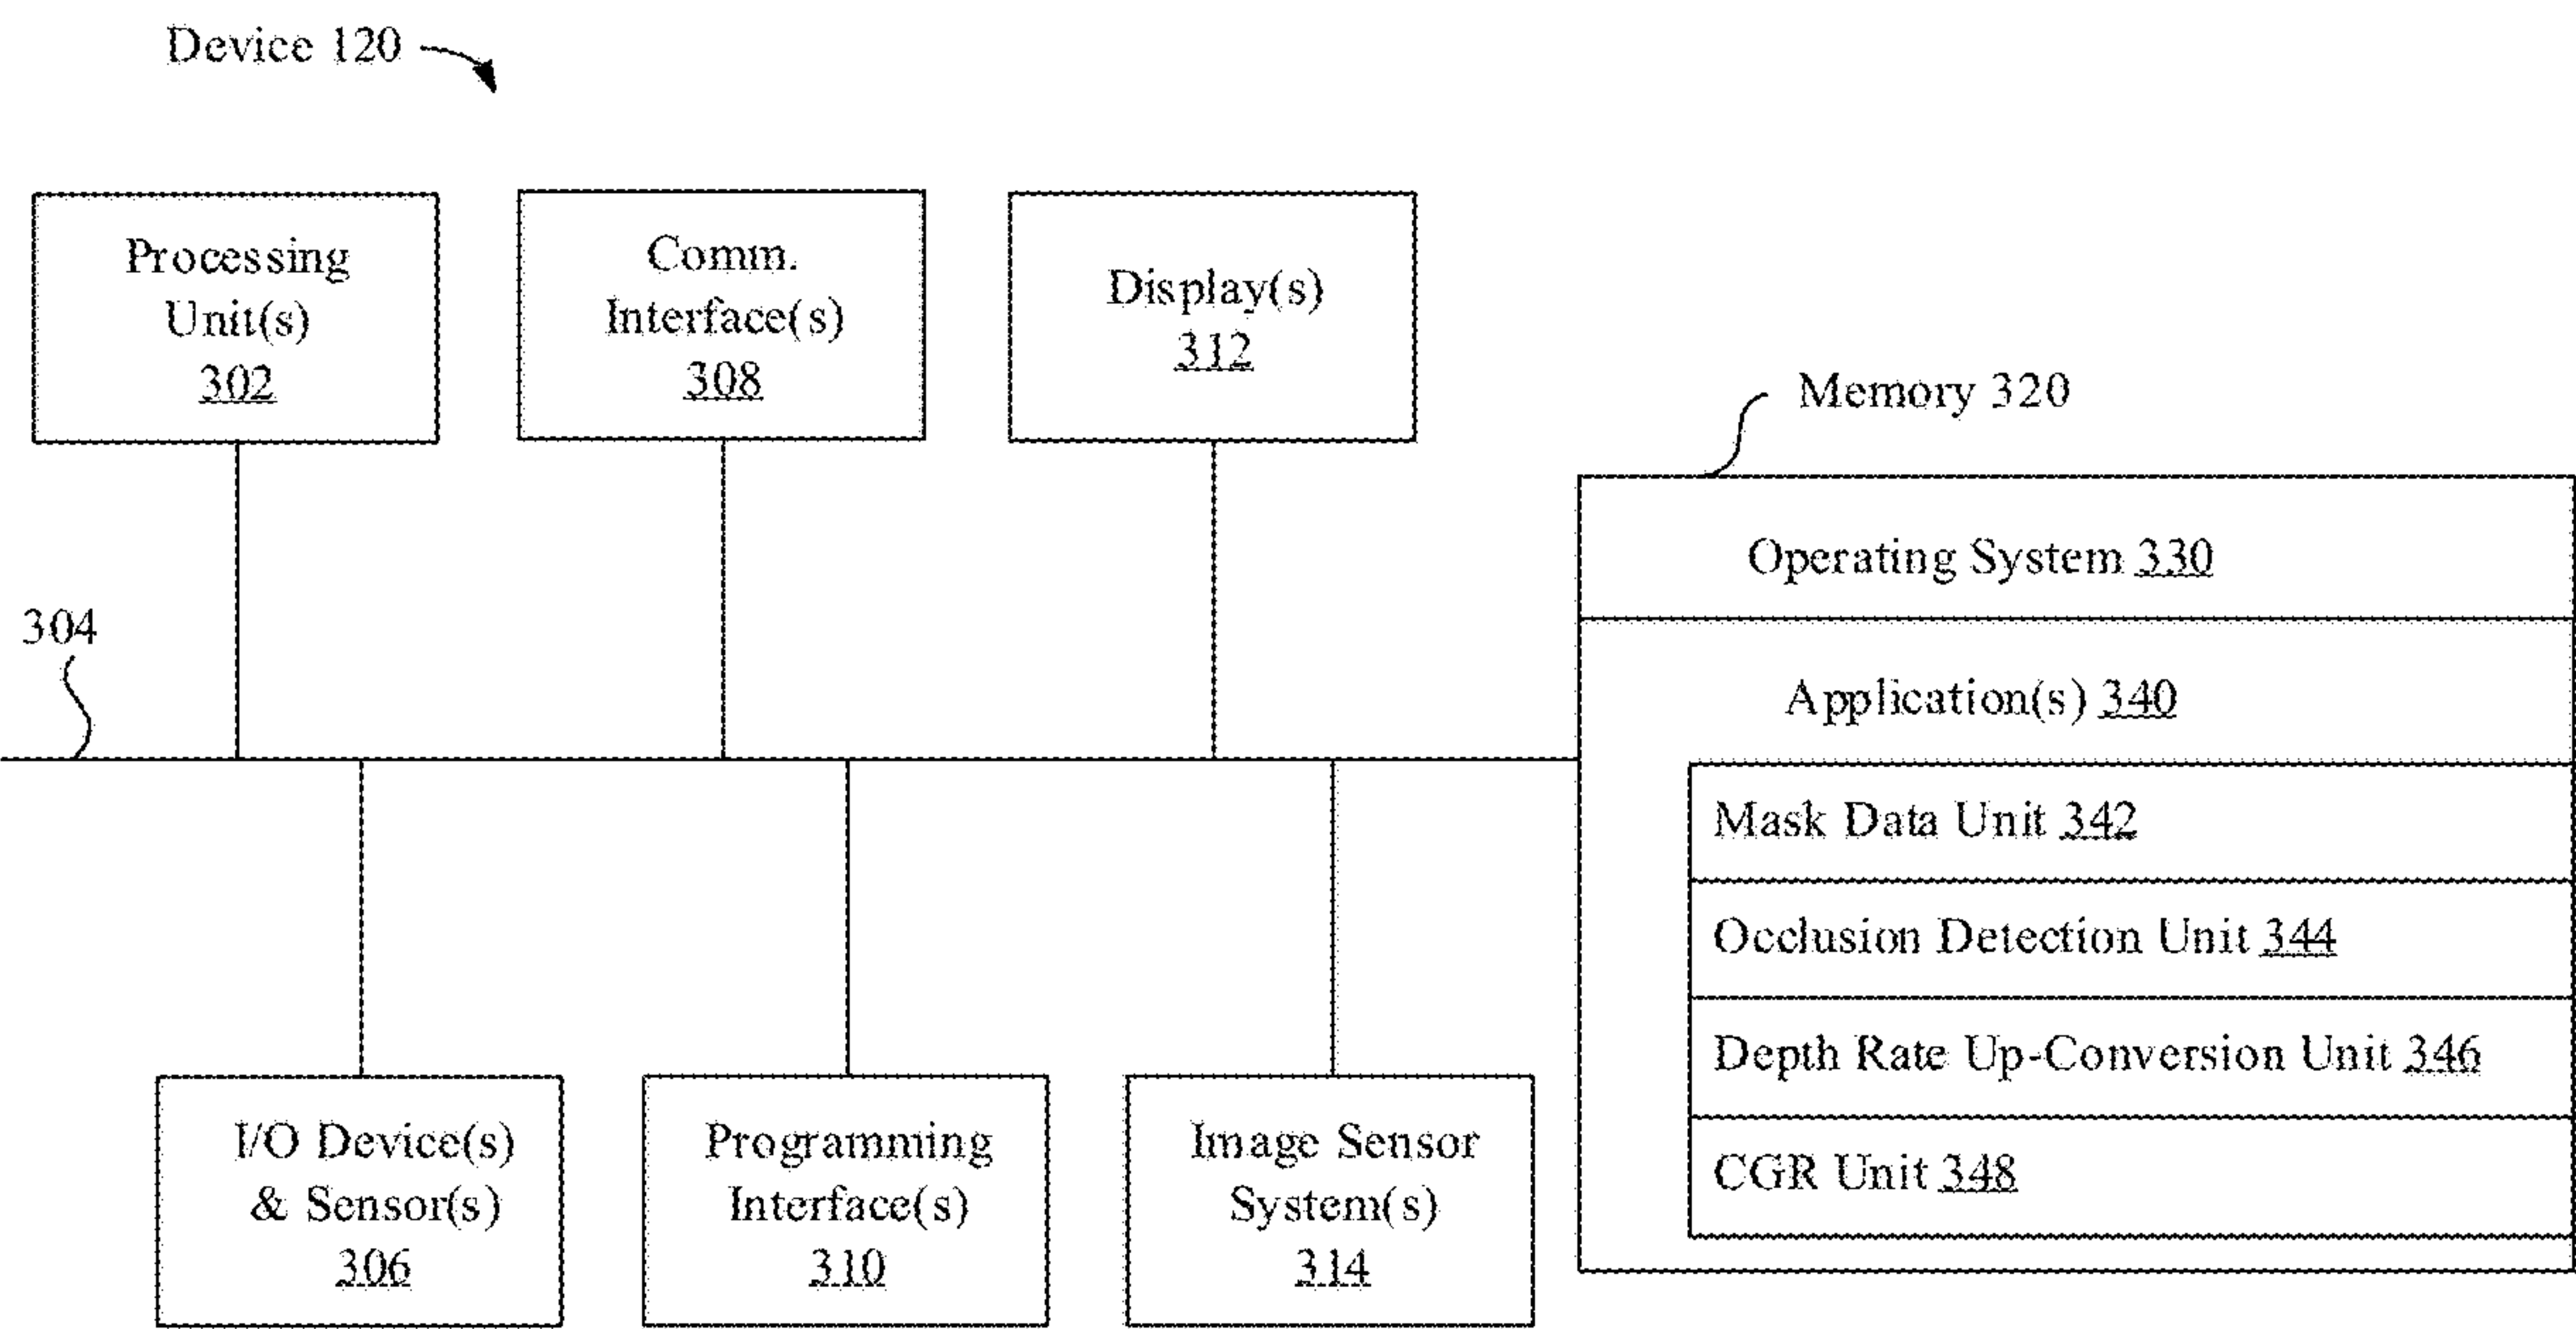 Device 120
Processing
Unit(s)
302
Comm.
Interface(s)
308
Display(s)
312
Memory 320
Operating System 330
Application(s) 340
Mask Data Unit 342
Occlusion Detection Unit 344
Depth Rate Up-Conversion Unit 346
CGR Unit 348
304
I/O Device(s)
& Sensor(s)
306
Programming
Interface(s)
310
Image Sensor
System(s)
314